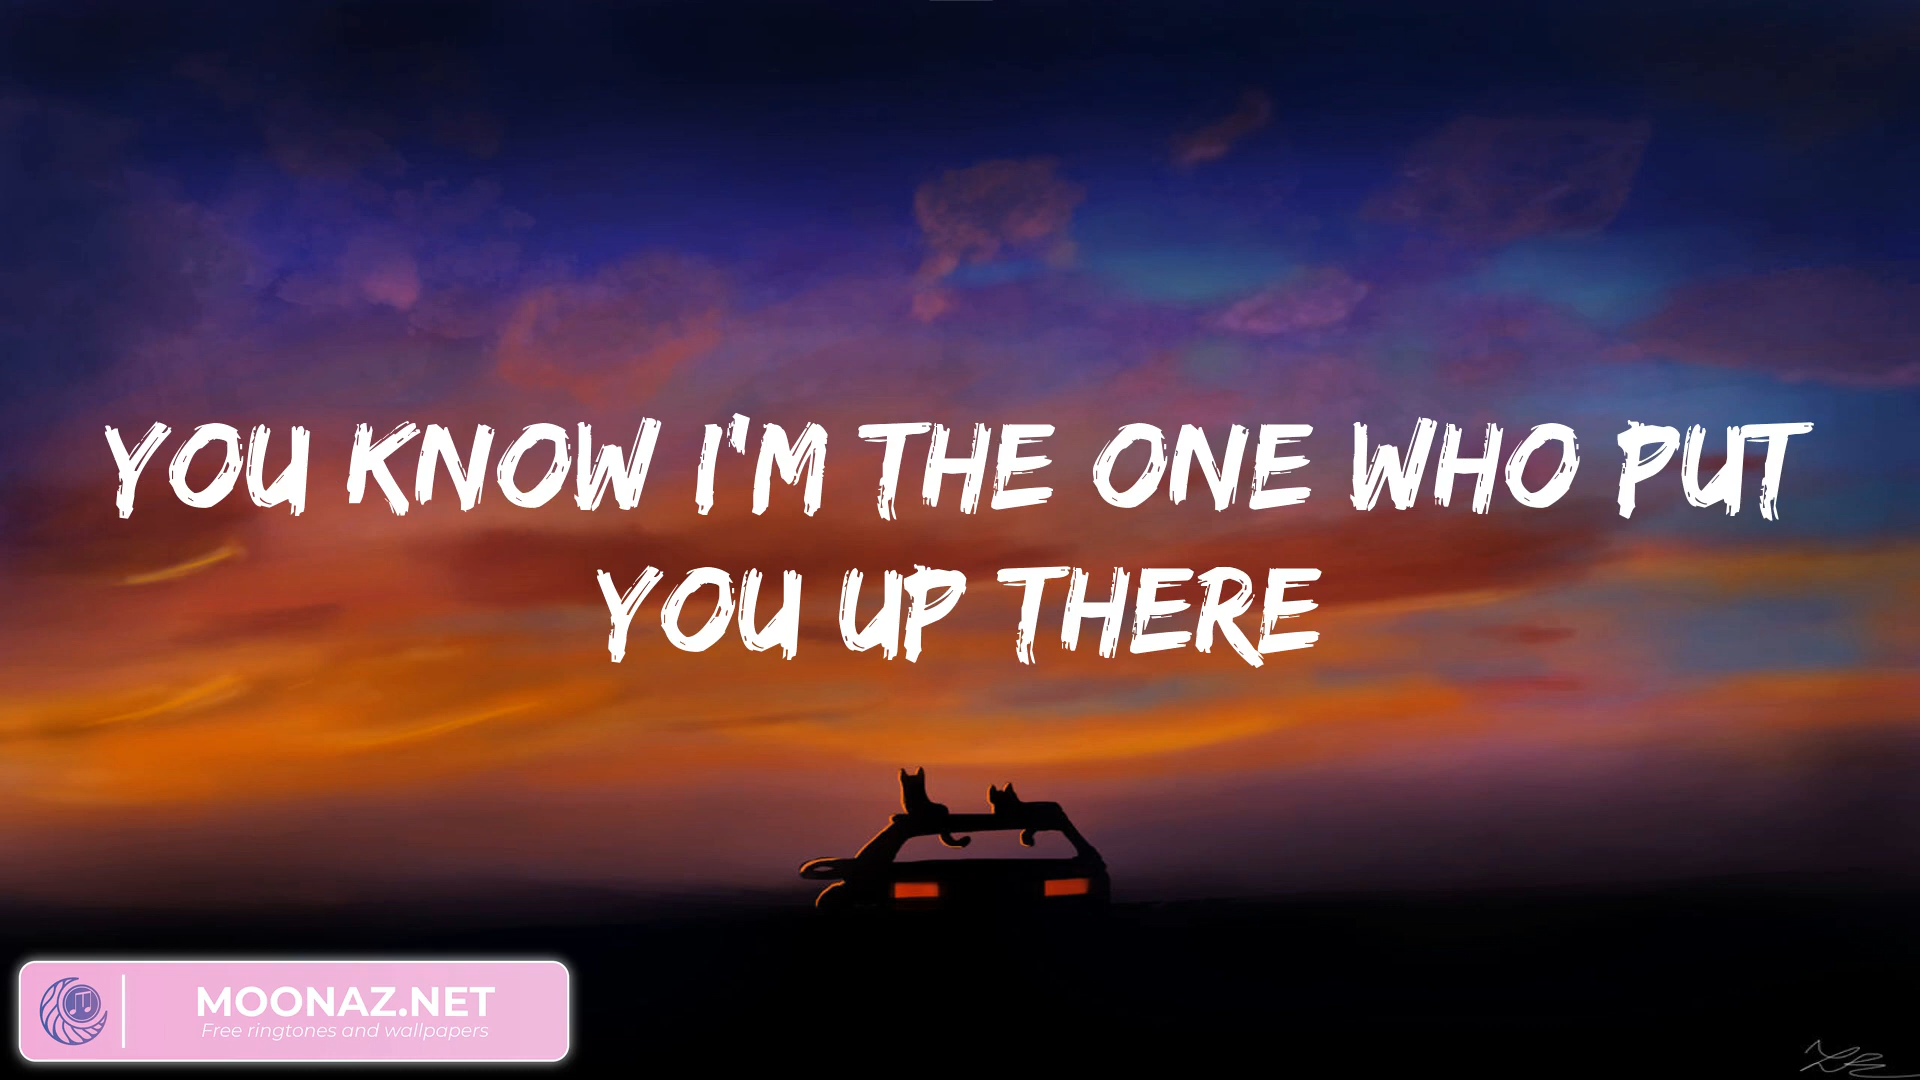 YOU KNOW I'M THE ONE WHO PUT
YOU UP THERE
MOONAZ.NET
Free ringtones and wallpapers